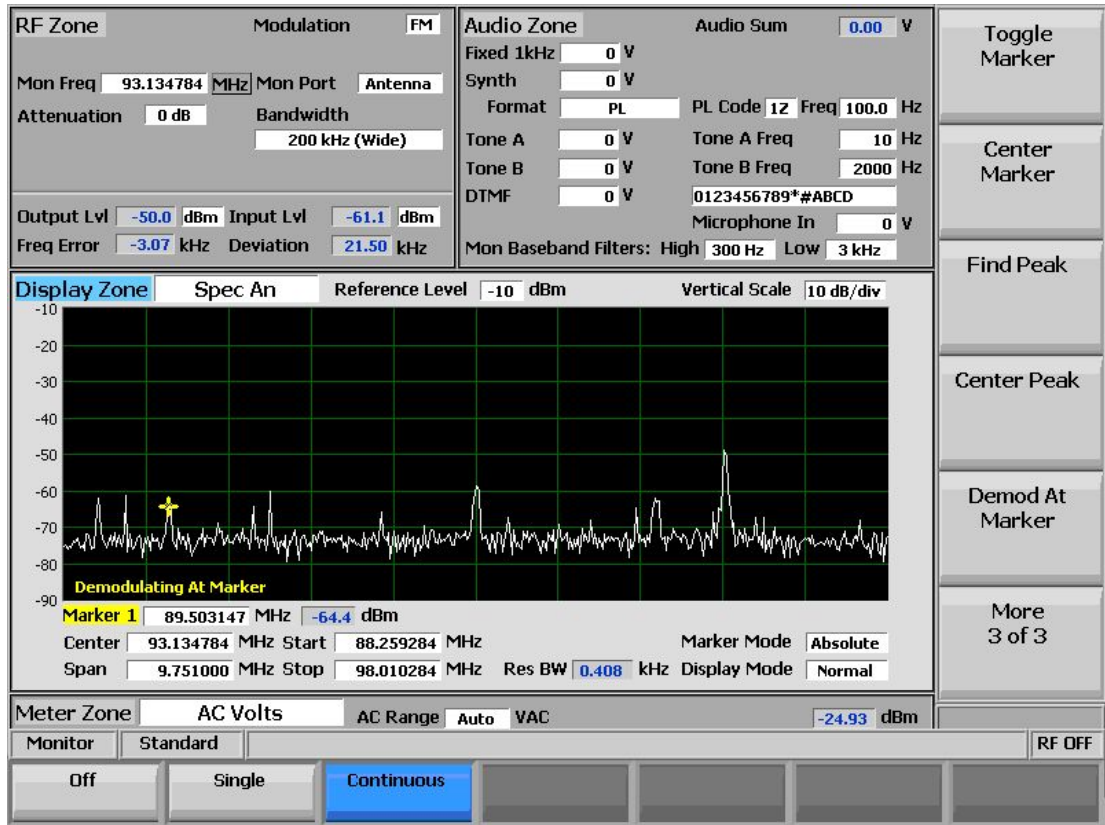 RF Zone Modulation FM
Mon Freq 93.134784 MHz Mon Port Antenna
Attenuation 0 dB Bandwidth
200 kHz (Wide)
Output Lvl -50.0 dBm Input Lvl -61.1 dBm
Freq Error -3.07 kHz Deviation 21.50 kHz
Audio Zone Audio Sum 0.00 V
Fixed 1kHz 0 V
Synth 0 V
Format PL PL Code 1Z Freq 100.0 Hz
Tone A 0 V Tone A Freq 10 Hz
Tone B 0 V Tone B Freq 2000 Hz
DTMF 0 V 0123456789*#ABCD
Microphone In 0 V
Mon Baseband Filters: High 300 Hz Low 3 kHz
Display Zone Spec An Reference Level -10 dBm Vertical Scale 10 dB/div
-10
-20
-30
-40
-50
-60
-70
-80
-90
Demodulating At Marker
Marker 1 89.503147 MHz -64.4 dBm
Center 93.134784 MHz Start 88.259284 MHz Marker Mode Absolute
Span 9.751000 MHz Stop 98.010284 MHz Res BW 0.408 kHz Display Mode Normal
Meter Zone AC Volts AC Range Auto VAC -24.93 dBm
Monitor Standard RF OFF
Off Single Continuous
Toggle
Marker
Center
Marker
Find Peak
Center Peak
Demod At
Marker
More
3 of 3